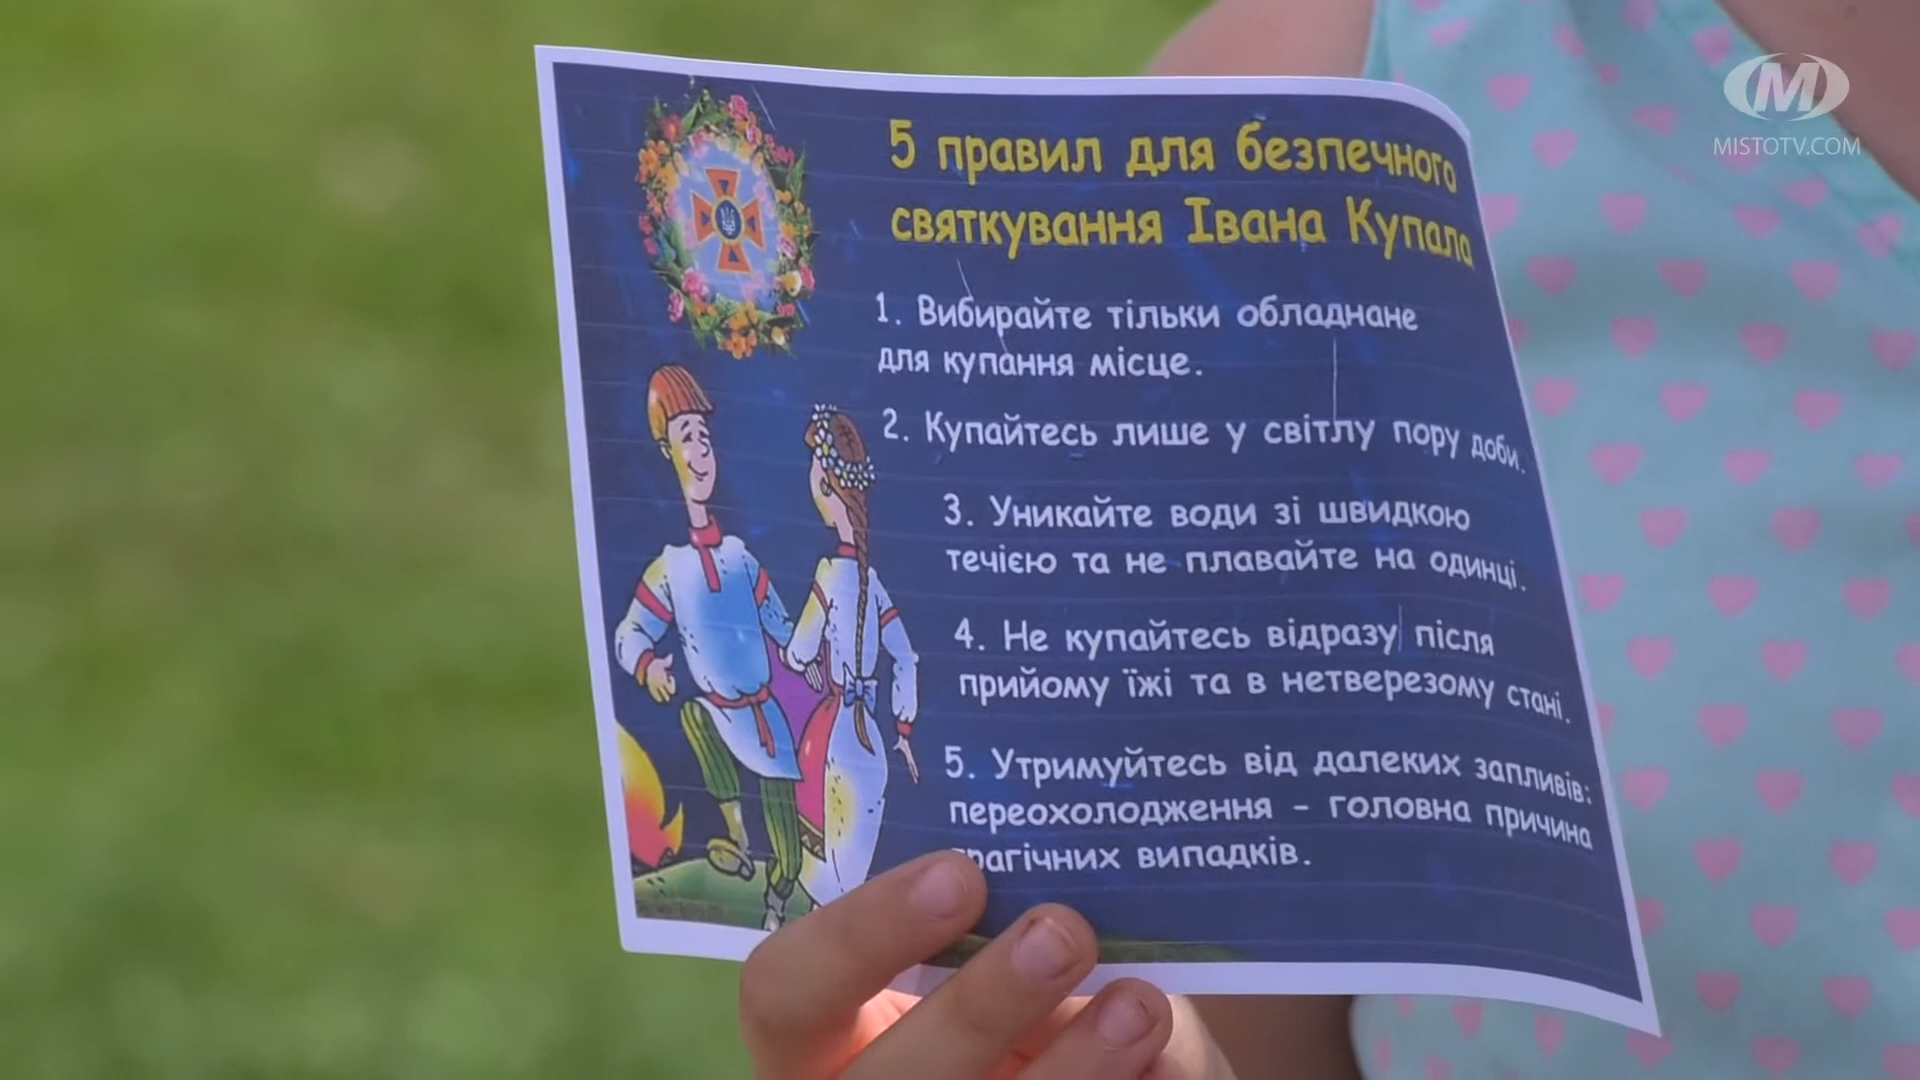 5 правил для безпечного
святкування Івана Купала
1. Вибирайте тільки обладнане
для купання місце.
2. Купайтесь лише у світлу пору доби.
3. Уникайте води зі швидкою
течією та не плавайте на одинці.
4. Не купайтесь відразу після
прийому їжі та в нетверезому стані.
5. Утримуйтесь від далеких запливів:
переохолодження – головна причина
трагічних випадків.
M
MISTOTV.COM